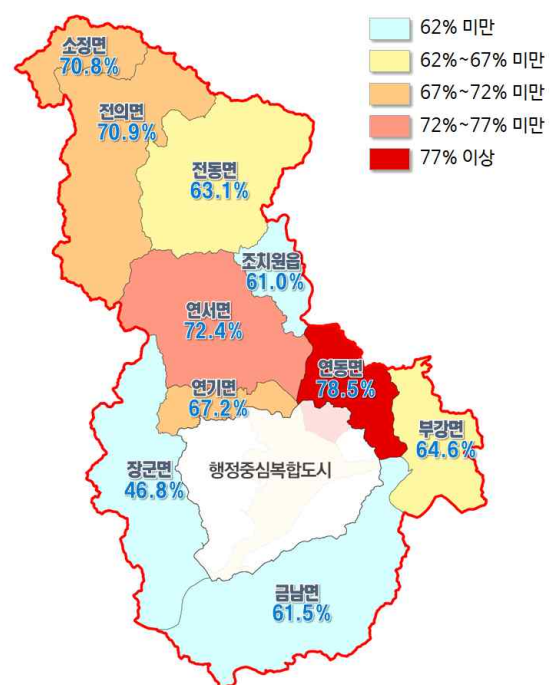 62% 미만
62%~67% 미만
67%~72% 미만
72%~77% 미만
77% 이상
소정면
70.8%
전의면
70.9%
전동면
63.1%
조치원읍
61.0%
연서면
72.4%
연동면
78.5%
연기면
67.2%
부강면
64.6%
장군면
46.8%
행정중심복합도시
금남면
61.5%